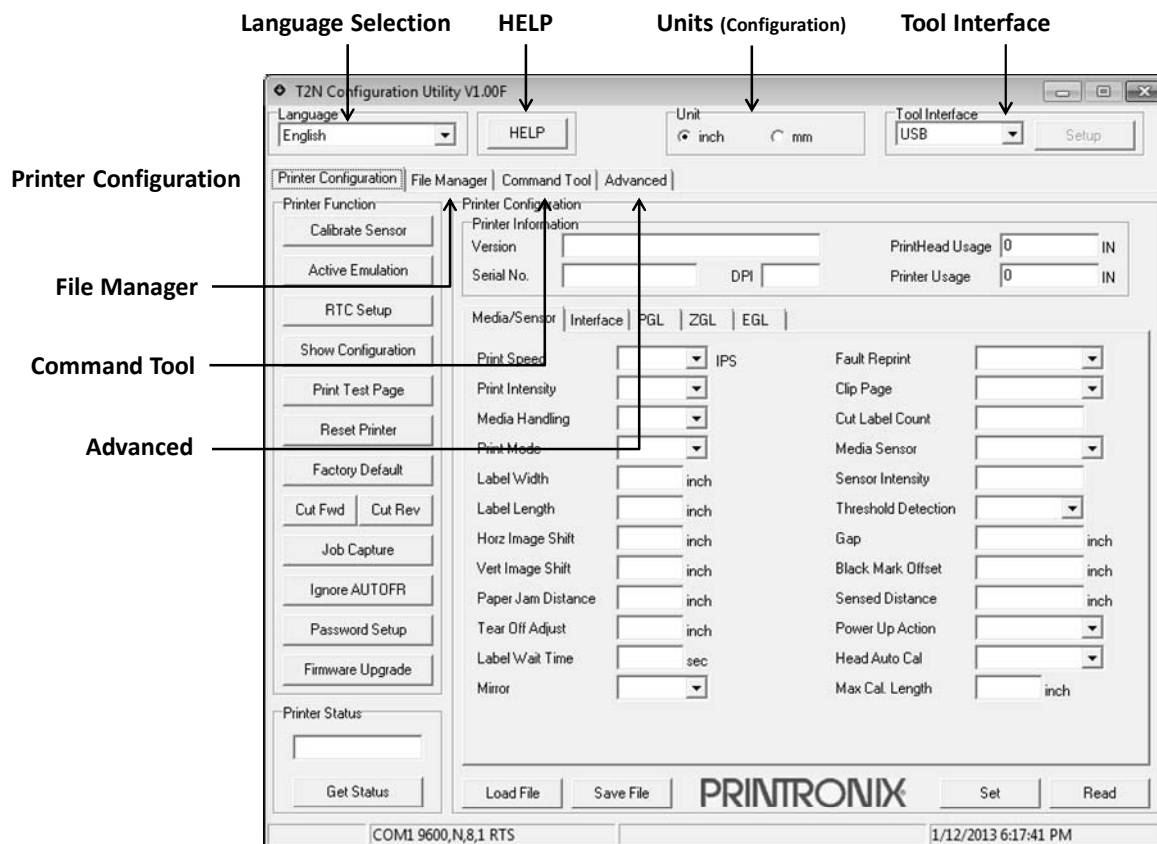 Language Selection HELP Units (Configuration) Tool Interface
T2N Configuration Utility V1.00F
Language Unit Tool Interface
English HELP inch mm USB Setup
Printer Configuration
Printer Configuration File Manager Command Tool Advanced
Printer Function Printer Configuration
Calibrate Sensor Printer Information
Version PrintHead Usage 0 IN
Active Emulation Serial No. DPI Printer Usage 0 IN
File Manager
RTC Setup Media/Sensor Interface PGL ZGL EGL
Show Configuration Print Speed IPS Fault Reprint
Command Tool
Print Test Page Print Intensity Clip Page
Media Handling Cut Label Count
Reset Printer
Advanced
Print Mode Media Sensor
Factory Default Label Width inch Sensor Intensity
Cut Fwd Cut Rev Label Length inch Threshold Detection
Horz Image Shift inch Gap inch
Job Capture
Vert Image Shift inch Black Mark Offset inch
Ignore AUTOFR Paper Jam Distance inch Sensed Distance inch
Password Setup Tear Off Adjust inch Power Up Action
Label Wait Time sec Head Auto Cal
Firmware Upgrade
Mirror Max Cal. Length inch
Printer Status
Get Status Load File Save File PRINTRONIX Set Read
COM1 9600,N,8,1 RTS 1/12/2013 6:17:41 PM